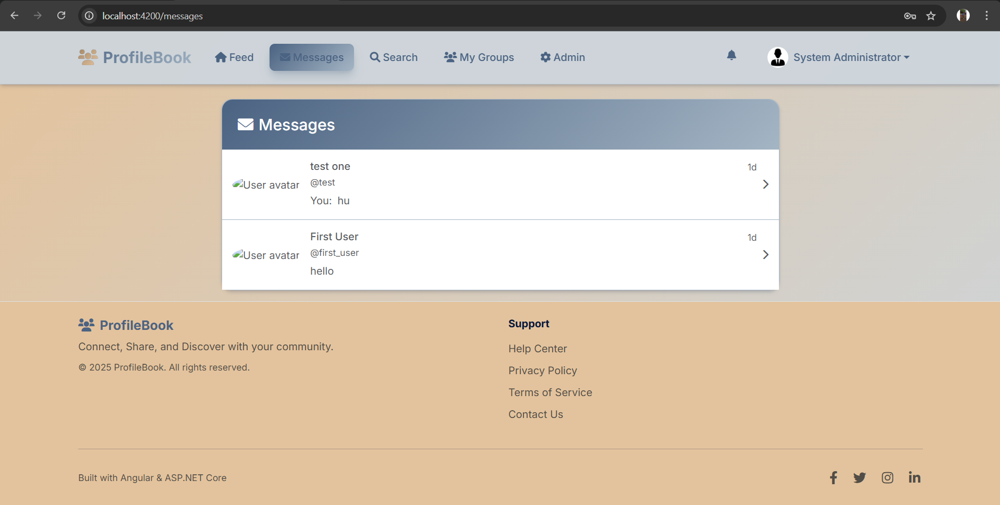 localhost:4200/messages
ProfileBook Feed Messages Search My Groups Admin System Administrator
Messages
test one 1d
@test
User avatar
You: hu
First User 1d
@first_user
User avatar
hello
ProfileBook
Connect, Share, and Discover with your community.
© 2025 ProfileBook. All rights reserved.
Support
Help Center
Privacy Policy
Terms of Service
Contact Us
Built with Angular & ASP.NET Core